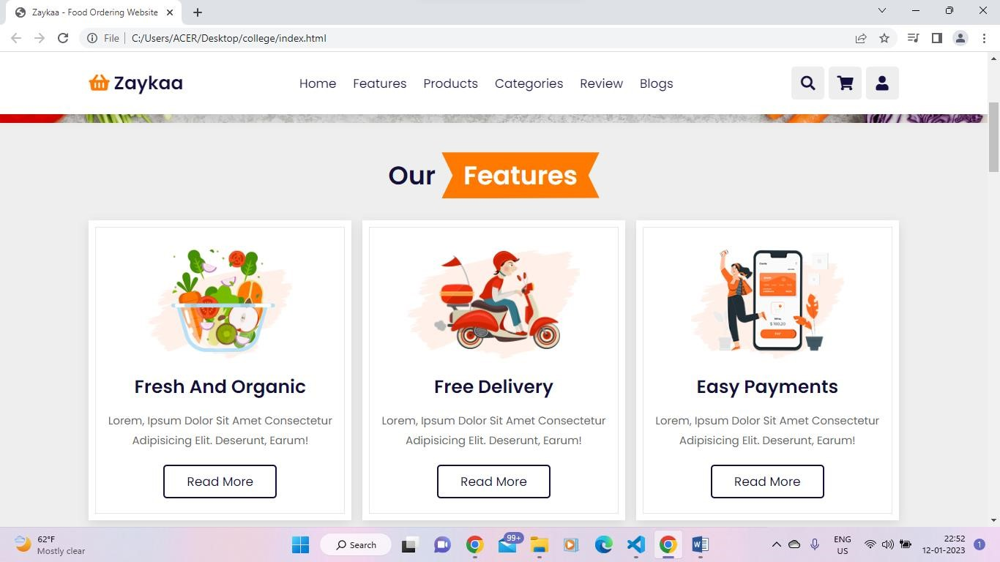 Zaykaa - Food Ordering Website
File
C:/Users/ACER/Desktop/college/index.html
Zaykaa
Home Features Products Categories Review Blogs
Our Features
Fresh And Organic
Lorem, Ipsum Dolor Sit Amet Consectetur
Adipisicing Elit. Deserunt, Earum!
Read More
Free Delivery
Lorem, Ipsum Dolor Sit Amet Consectetur
Adipisicing Elit. Deserunt, Earum!
Read More
Easy Payments
Lorem, Ipsum Dolor Sit Amet Consectetur
Adipisicing Elit. Deserunt, Earum!
Read More
62°F
Mostly clear
Search
99+
ENG
US
22:52
12-01-2023
1